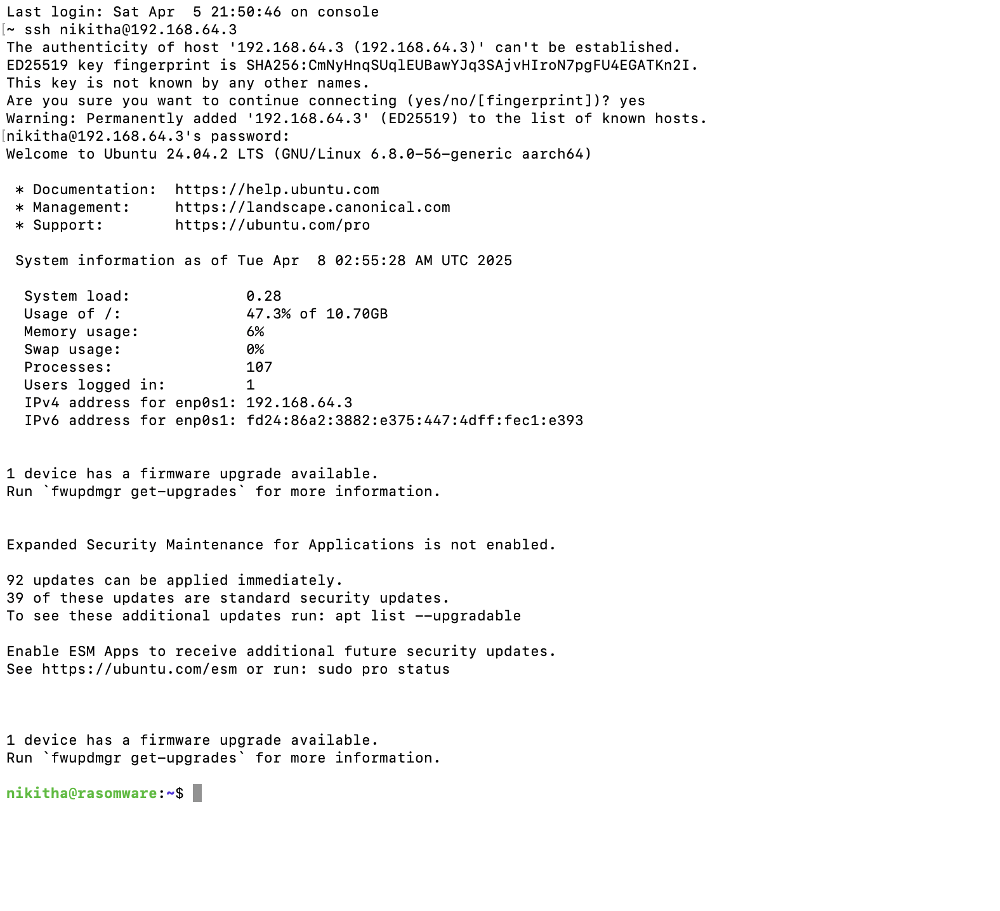 Last login: Sat Apr  5 21:50:46 on console
[~ ssh nikitha@192.168.64.3
The authenticity of host '192.168.64.3 (192.168.64.3)' can't be established.
ED25519 key fingerprint is SHA256:CmNyHnqSUqlEUBawYJq3SAjvHIroN7pgFU4EGATKn2I.
This key is not known by any other names.
Are you sure you want to continue connecting (yes/no/[fingerprint])? yes
Warning: Permanently added '192.168.64.3' (ED25519) to the list of known hosts.
[nikitha@192.168.64.3's password:
Welcome to Ubuntu 24.04.2 LTS (GNU/Linux 6.8.0-56-generic aarch64)

 * Documentation:  https://help.ubuntu.com
 * Management:     https://landscape.canonical.com
 * Support:        https://ubuntu.com/pro

 System information as of Tue Apr  8 02:55:28 AM UTC 2025

  System load:             0.28
  Usage of /:              47.3% of 10.70GB
  Memory usage:            6%
  Swap usage:              0%
  Processes:               107
  Users logged in:         1
  IPv4 address for enp0s1: 192.168.64.3
  IPv6 address for enp0s1: fd24:86a2:3882:e375:447:4dff:fec1:e393


1 device has a firmware upgrade available.
Run `fwupdmgr get-upgrades` for more information.


Expanded Security Maintenance for Applications is not enabled.

92 updates can be applied immediately.
39 of these updates are standard security updates.
To see these additional updates run: apt list --upgradable

Enable ESM Apps to receive additional future security updates.
See https://ubuntu.com/esm or run: sudo pro status



1 device has a firmware upgrade available.
Run `fwupdmgr get-upgrades` for more information.

nikitha@rasomware:~$